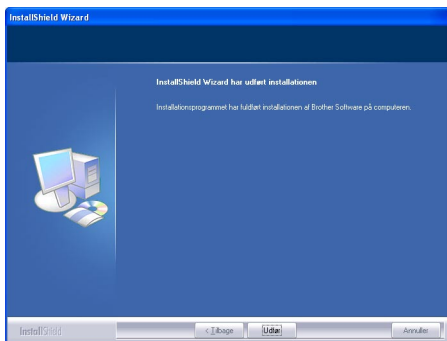 InstallShield Wizard
InstallShield Wizard har udført installationen
Installationsprogrammet har fuldført installationen af Brother Software på computeren.
InstallShield
< Tilbage
Udfør
Annuller